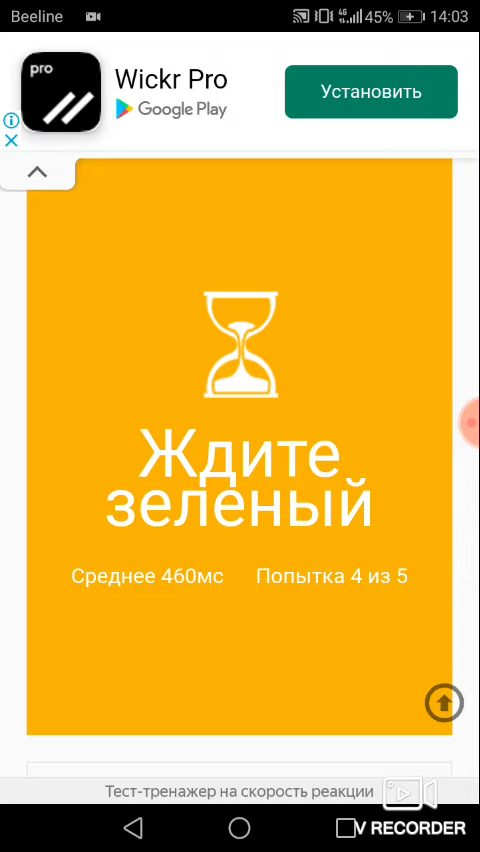 Beeline
4G
45%
14:03
pro
Wickr Pro
Google Play
Установить
Ждите
зеленый
Среднее 460мс
Попытка 4 из 5
Тест-тренажер на скорость реакции
V RECORDER